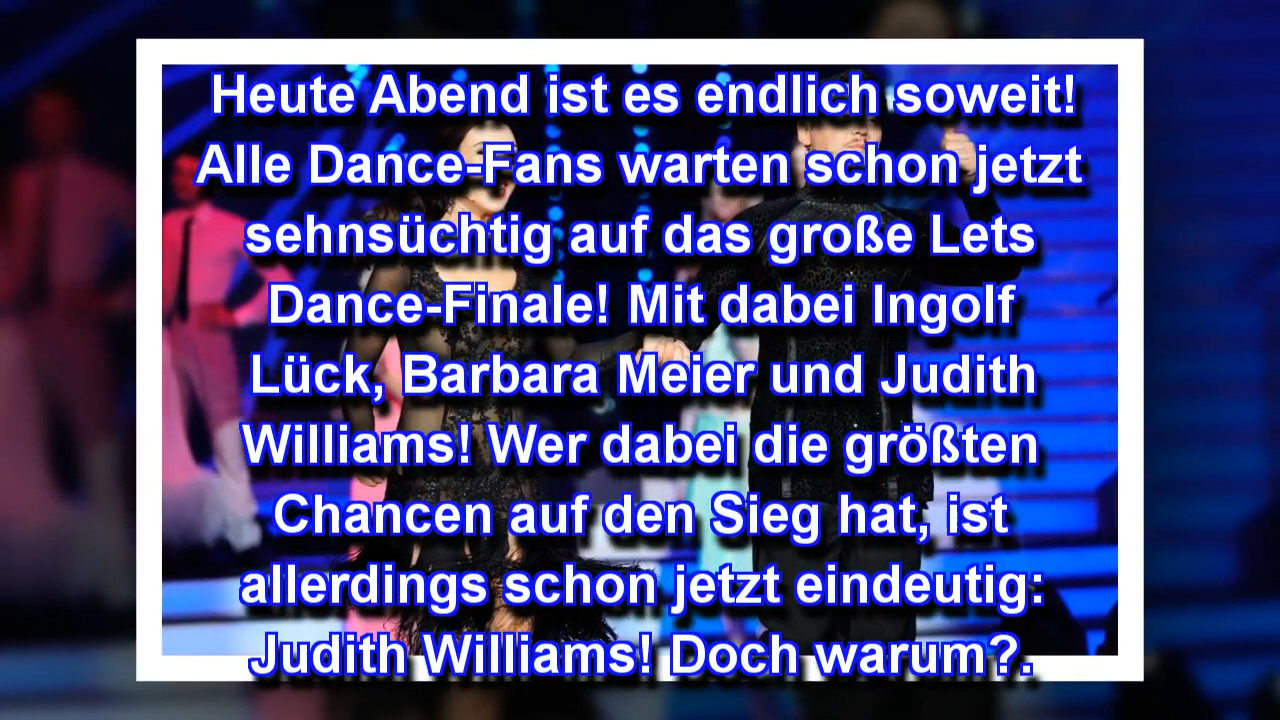 Heute Abend ist es endlich soweit!
Alle Dance-Fans warten schon jetzt
sehnsüchtig auf das große Lets
Dance-Finale! Mit dabei Ingolf
Lück, Barbara Meier und Judith
Williams! Wer dabei die größten
Chancen auf den Sieg hat, ist
allerdings schon jetzt eindeutig:
Judith Williams! Doch warum?.